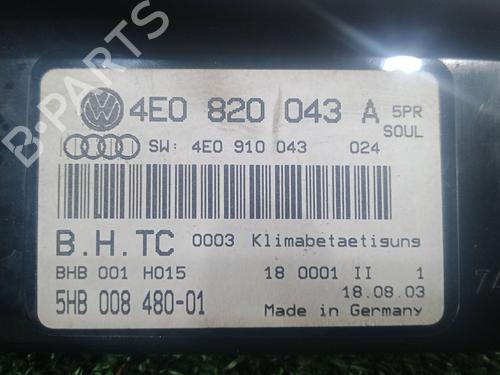 4E0 820 043 A 5PR
SOUL
SW: 4E0 910 043 024
B.H.TC 0003 Klimabetaetisuns
BHB 001 H015 18 0001 II 1
5HB 008 480-01 18.08.03
Made in Germany
B-PARTS